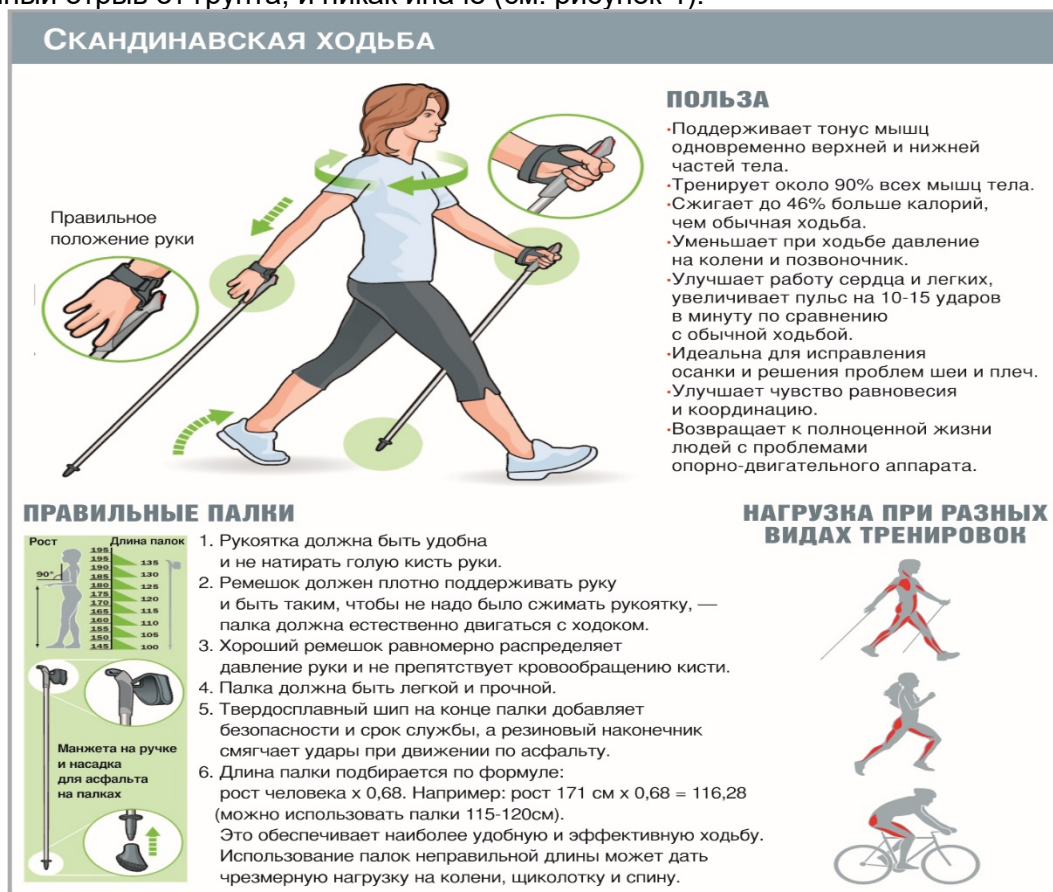 отрыв от грунта, и никак иначе (см. рисунок 1).
СКАНДИНАВСКАЯ ХОДЬБА
Правильное
положение руки
ПОЛЬЗА
·Поддерживает тонус мышц
одновременно верхней и нижней
частей тела.
·Тренирует около 90% всех мышц тела.
·Сжигает до 46% больше калорий,
чем обычная ходьба.
·Уменьшает при ходьбе давление
на колени и позвоночник.
·Улучшает работу сердца и легких,
увеличивает пульс на 10-15 ударов
в минуту по сравнению
с обычной ходьбой.
·Идеальна для исправления
осанки и решения проблем шеи и плеч.
·Улучшает чувство равновесия
и координацию.
·Возвращает к полноценной жизни
людей с проблемами
опорно-двигательного аппарата.
ПРАВИЛЬНЫЕ ПАЛКИ
Рост Длина палок
195
195
190
185
180
175
170
165
160
155
150
145
135
130
125
120
115
110
105
100
90°
Манжета на ручке
и насадка
для асфальта
на палках
1. Рукоятка должна быть удобна
и не натирать голую кисть руки.
2. Ремешок должен плотно поддерживать руку
и быть таким, чтобы не надо было сжимать рукоятку, —
палка должна естественно двигаться с ходоком.
3. Хороший ремешок равномерно распределяет
давление руки и не препятствует кровообращению кисти.
4. Палка должна быть легкой и прочной.
5. Твердосплавный шип на конце палки добавляет
безопасности и срок службы, а резиновый наконечник
смягчает удары при движении по асфальту.
6. Длина палки подбирается по формуле:
рост человека х 0,68. Например: рост 171 см х 0,68 = 116,28
(можно использовать палки 115-120см).
Это обеспечивает наиболее удобную и эффективную ходьбу.
Использование палок неправильной длины может дать
чрезмерную нагрузку на колени, щиколотку и спину.
НАГРУЗКА ПРИ РАЗНЫХ
ВИДАХ ТРЕНИРОВОК